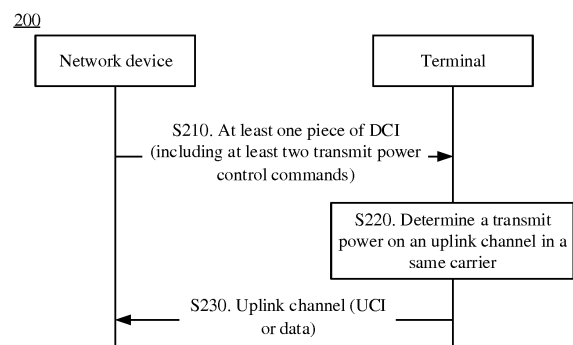 200
Network device
Terminal
S210. At least one piece of DCI
(including at least two transmit power
control commands)
S220. Determine a transmit
power on an uplink channel in a
same carrier
S230. Uplink channel (UCI
or data)